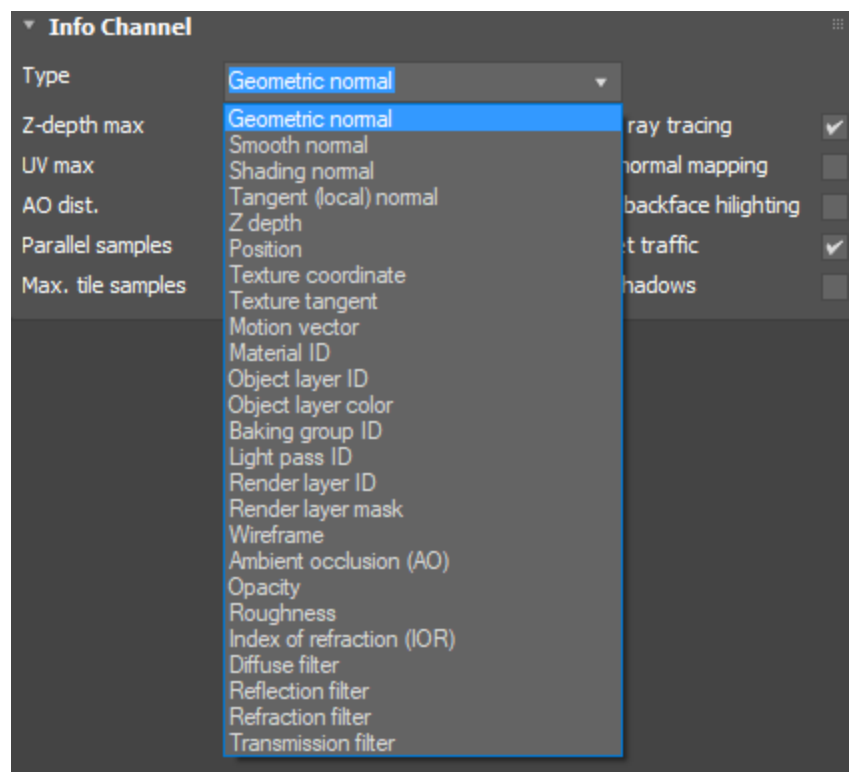 Info Channel
Type
Geometric normal
Z-depth max
ray tracing
UV max
normal mapping
AO dist.
backface hilighting
Parallel samples
traffic
Max. tile samples
Geometric normal
Smooth normal
Shading normal
Tangent (local) normal
Z depth
Position
Texture coordinate
Texture tangent
Motion vector
Material ID
Object layer ID
Object layer color
Baking group ID
Light pass ID
Render layer ID
Render layer mask
Wireframe
Ambient occlusion (AO)
Opacity
Roughness
Index of refraction (IOR)
Diffuse filter
Reflection filter
Refraction filter
Transmission filter